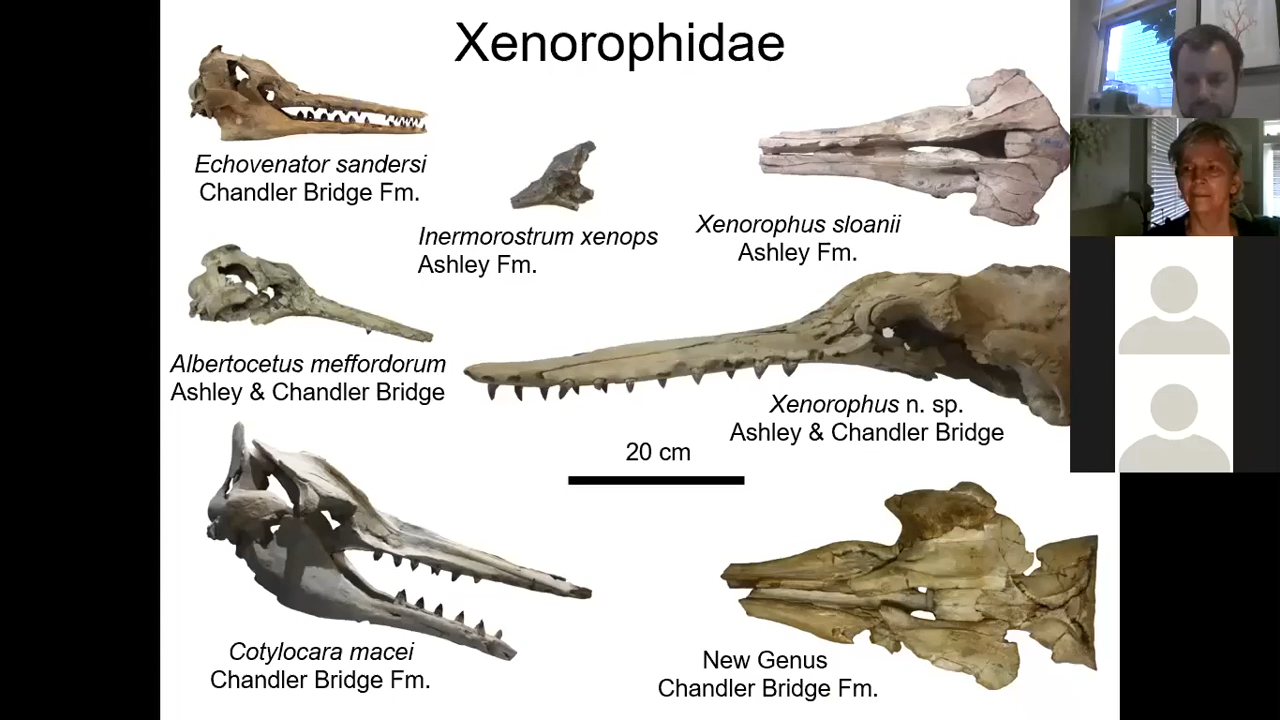 Xenorophidae
Echovenator sandersi
Chandler Bridge Fm.
Inermorostrum xenops
Ashley Fm.
Xenorophus sloanii
Ashley Fm.
Albertocetus meffordorum
Ashley & Chandler Bridge
Xenorophus n. sp.
Ashley & Chandler Bridge
20 cm
Cotylocara macei
Chandler Bridge Fm.
New Genus
Chandler Bridge Fm.